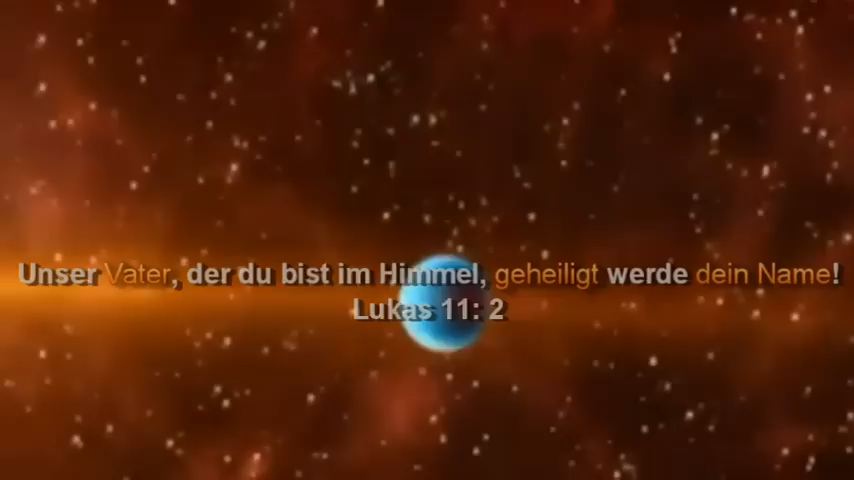 Unser Vater, der du bist im Himmel, geheiligt werde dein Name!
Lukas 11: 2